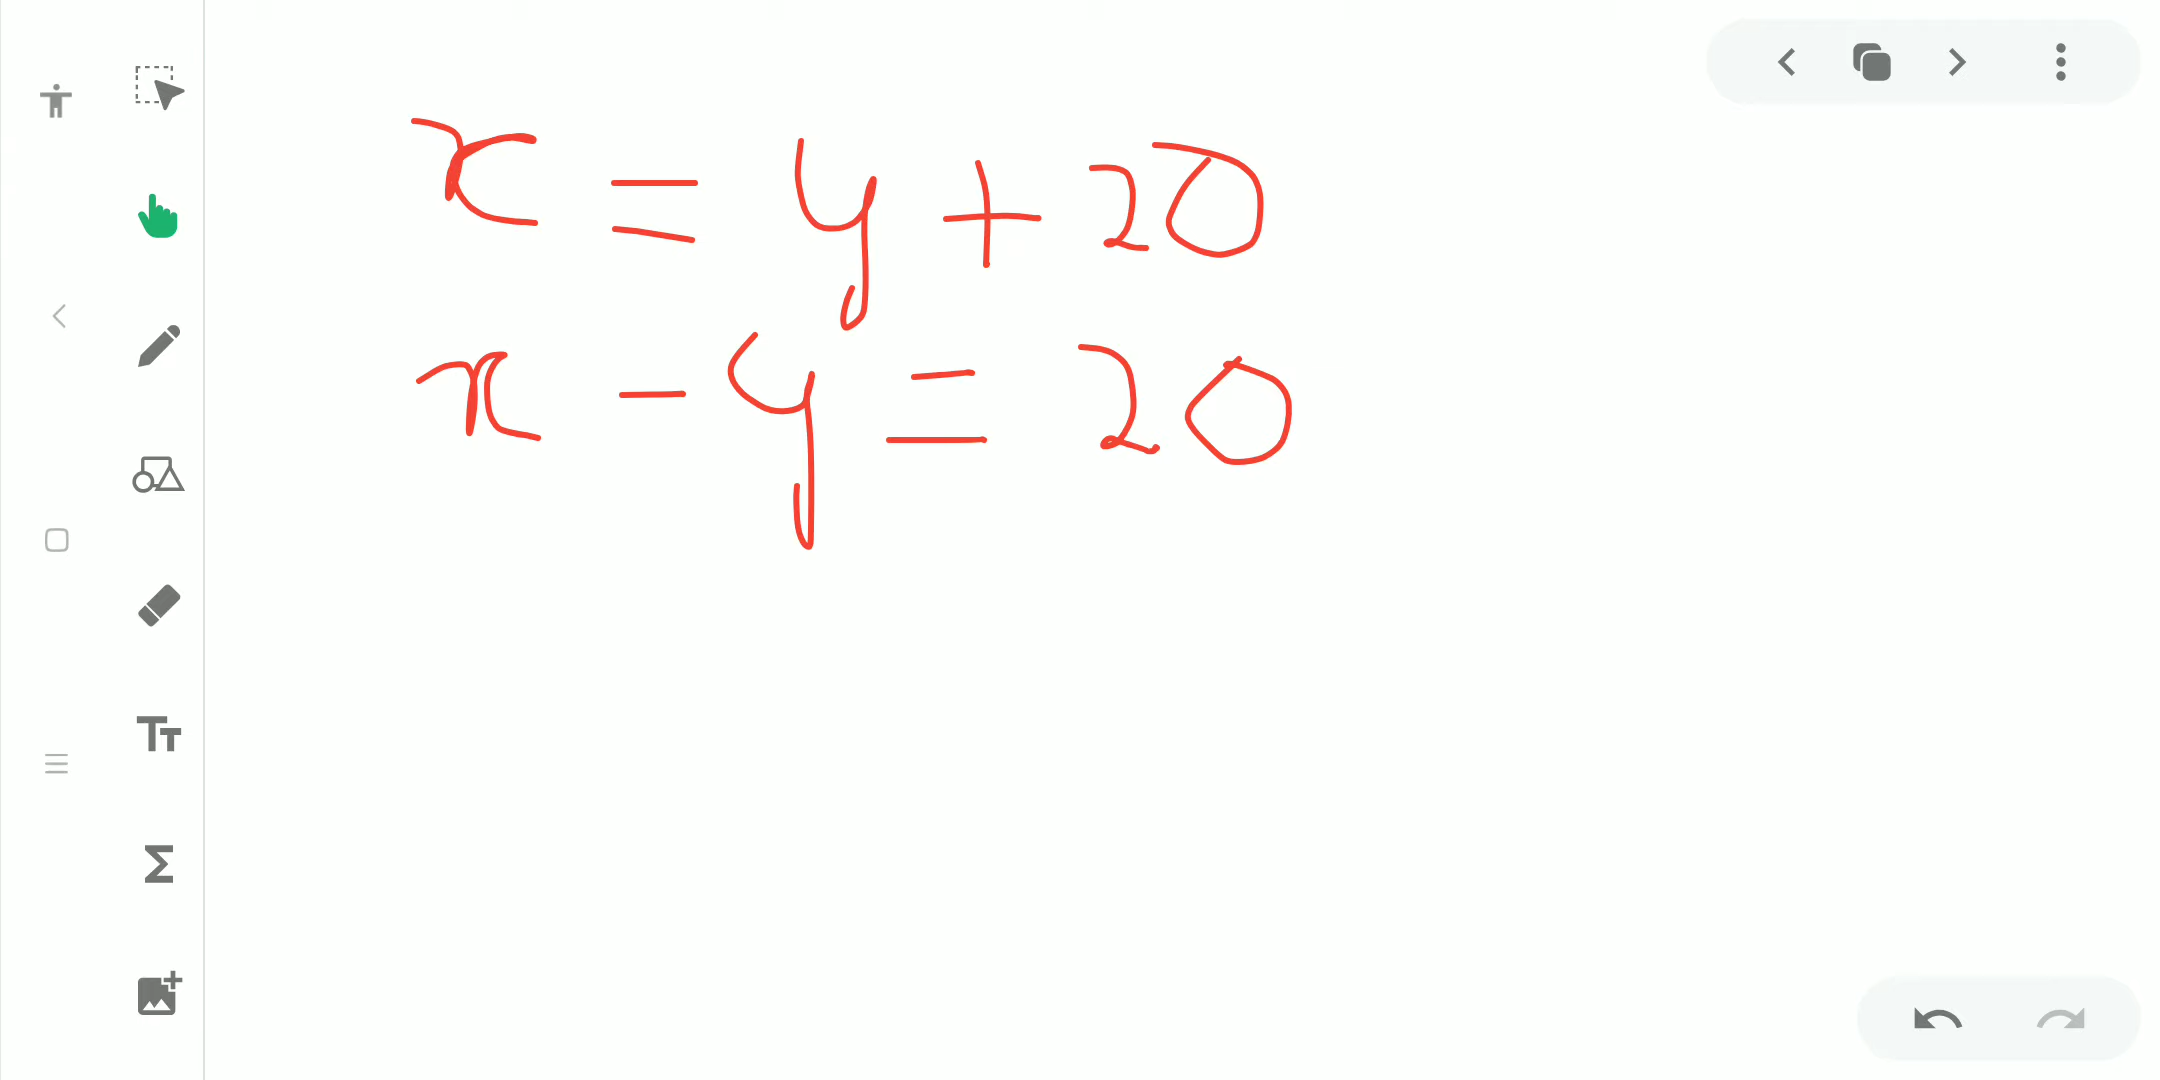 x = y + 20
x - y = 20